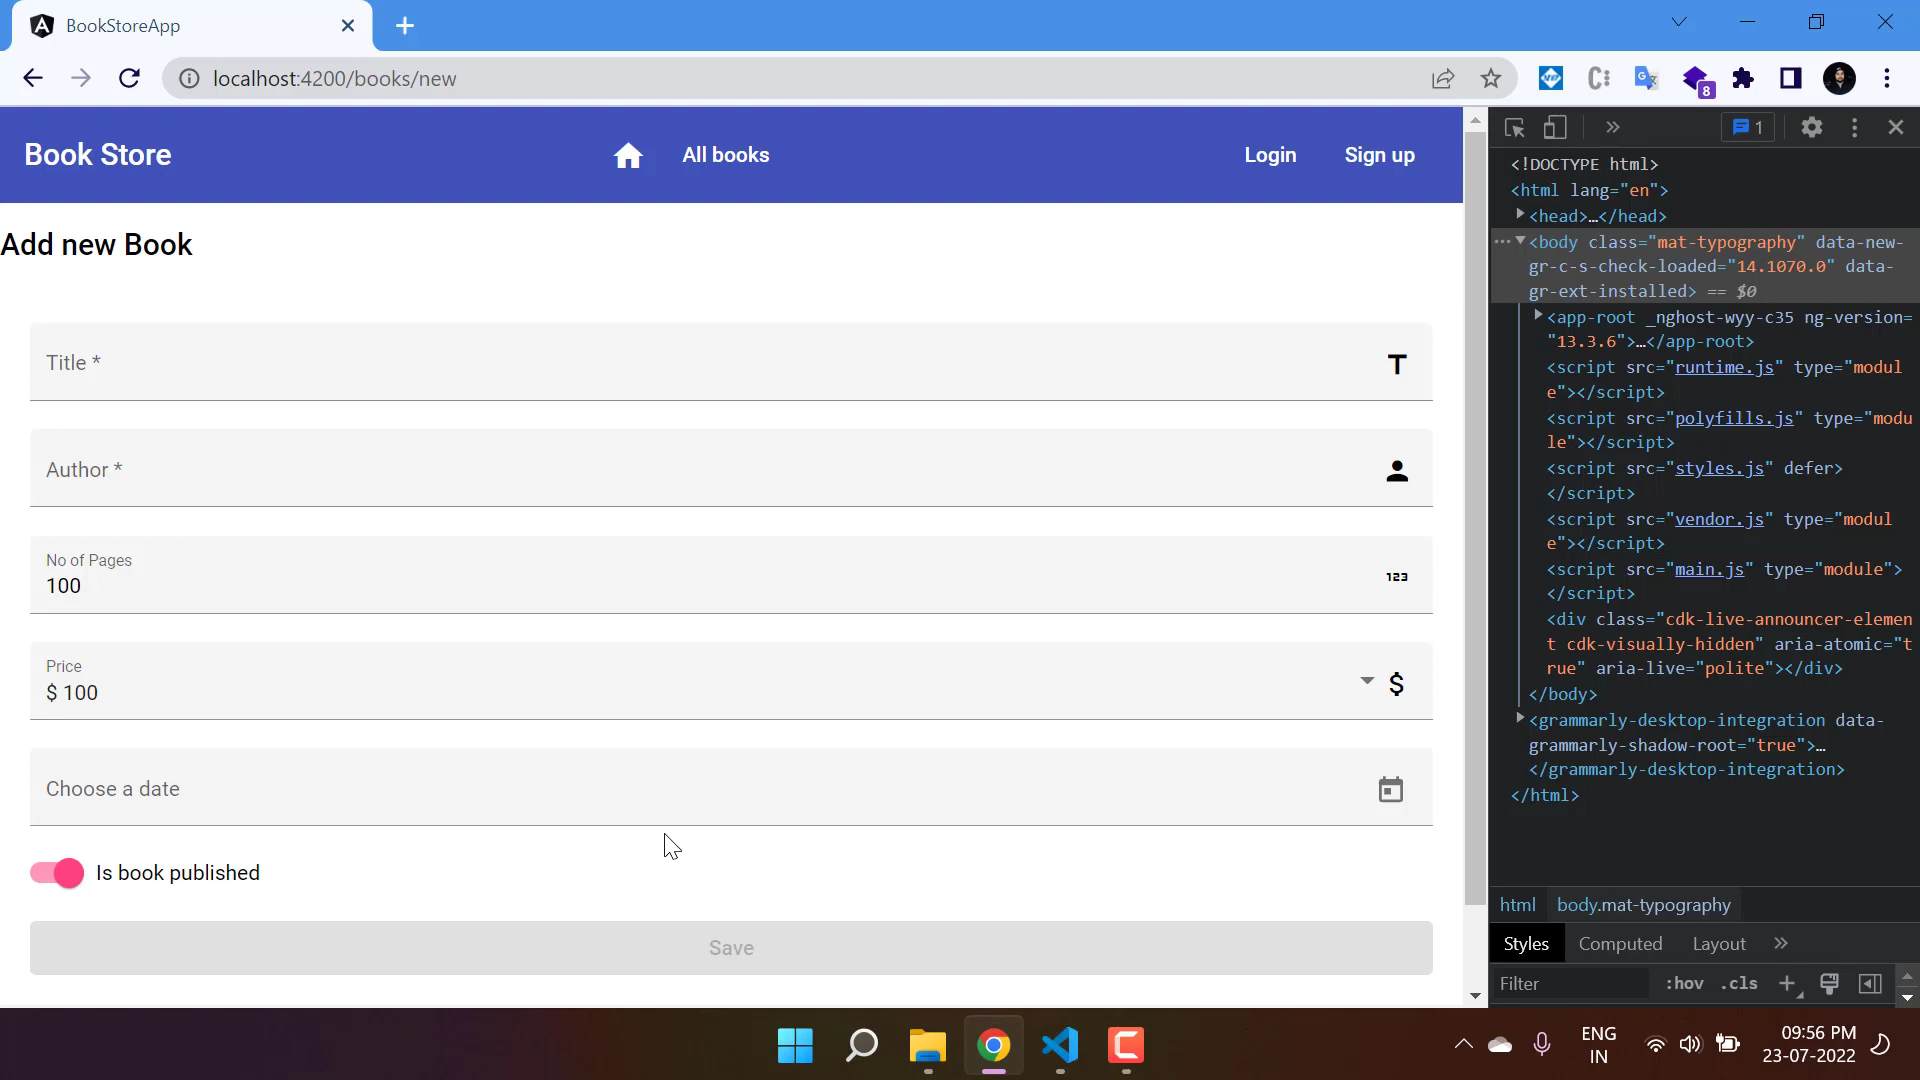 BookStoreApp
localhost:4200/books/new
8
Book Store
All books
Login
Sign up
Add new Book
Title *
Author *
No of Pages
100
123
Price
$ 100
$
Choose a date
Is book published
Save
1
<!DOCTYPE html>
<html lang="en">
<head>…</head>
<body class="mat-typography" data-new-
gr-c-s-check-loaded="14.1070.0" data-
gr-ext-installed> == $0
<app-root _nghost-wyy-c35 ng-version=
"13.3.6">…</app-root>
<script src="runtime.js" type="modul
e"></script>
<script src="polyfills.js" type="modu
le"></script>
<script src="styles.js" defer>
</script>
<script src="vendor.js" type="modul
e"></script>
<script src="main.js" type="module">
</script>
<div class="cdk-live-announcer-elemen
t cdk-visually-hidden" aria-atomic="t
rue" aria-live="polite"></div>
</body>
<grammarly-desktop-integration data-
grammarly-shadow-root="true">…
</grammarly-desktop-integration>
</html>
html
body.mat-typography
Styles
Computed
Layout
Filter
:hov
.cls
ENG
IN
09:56 PM
23-07-2022